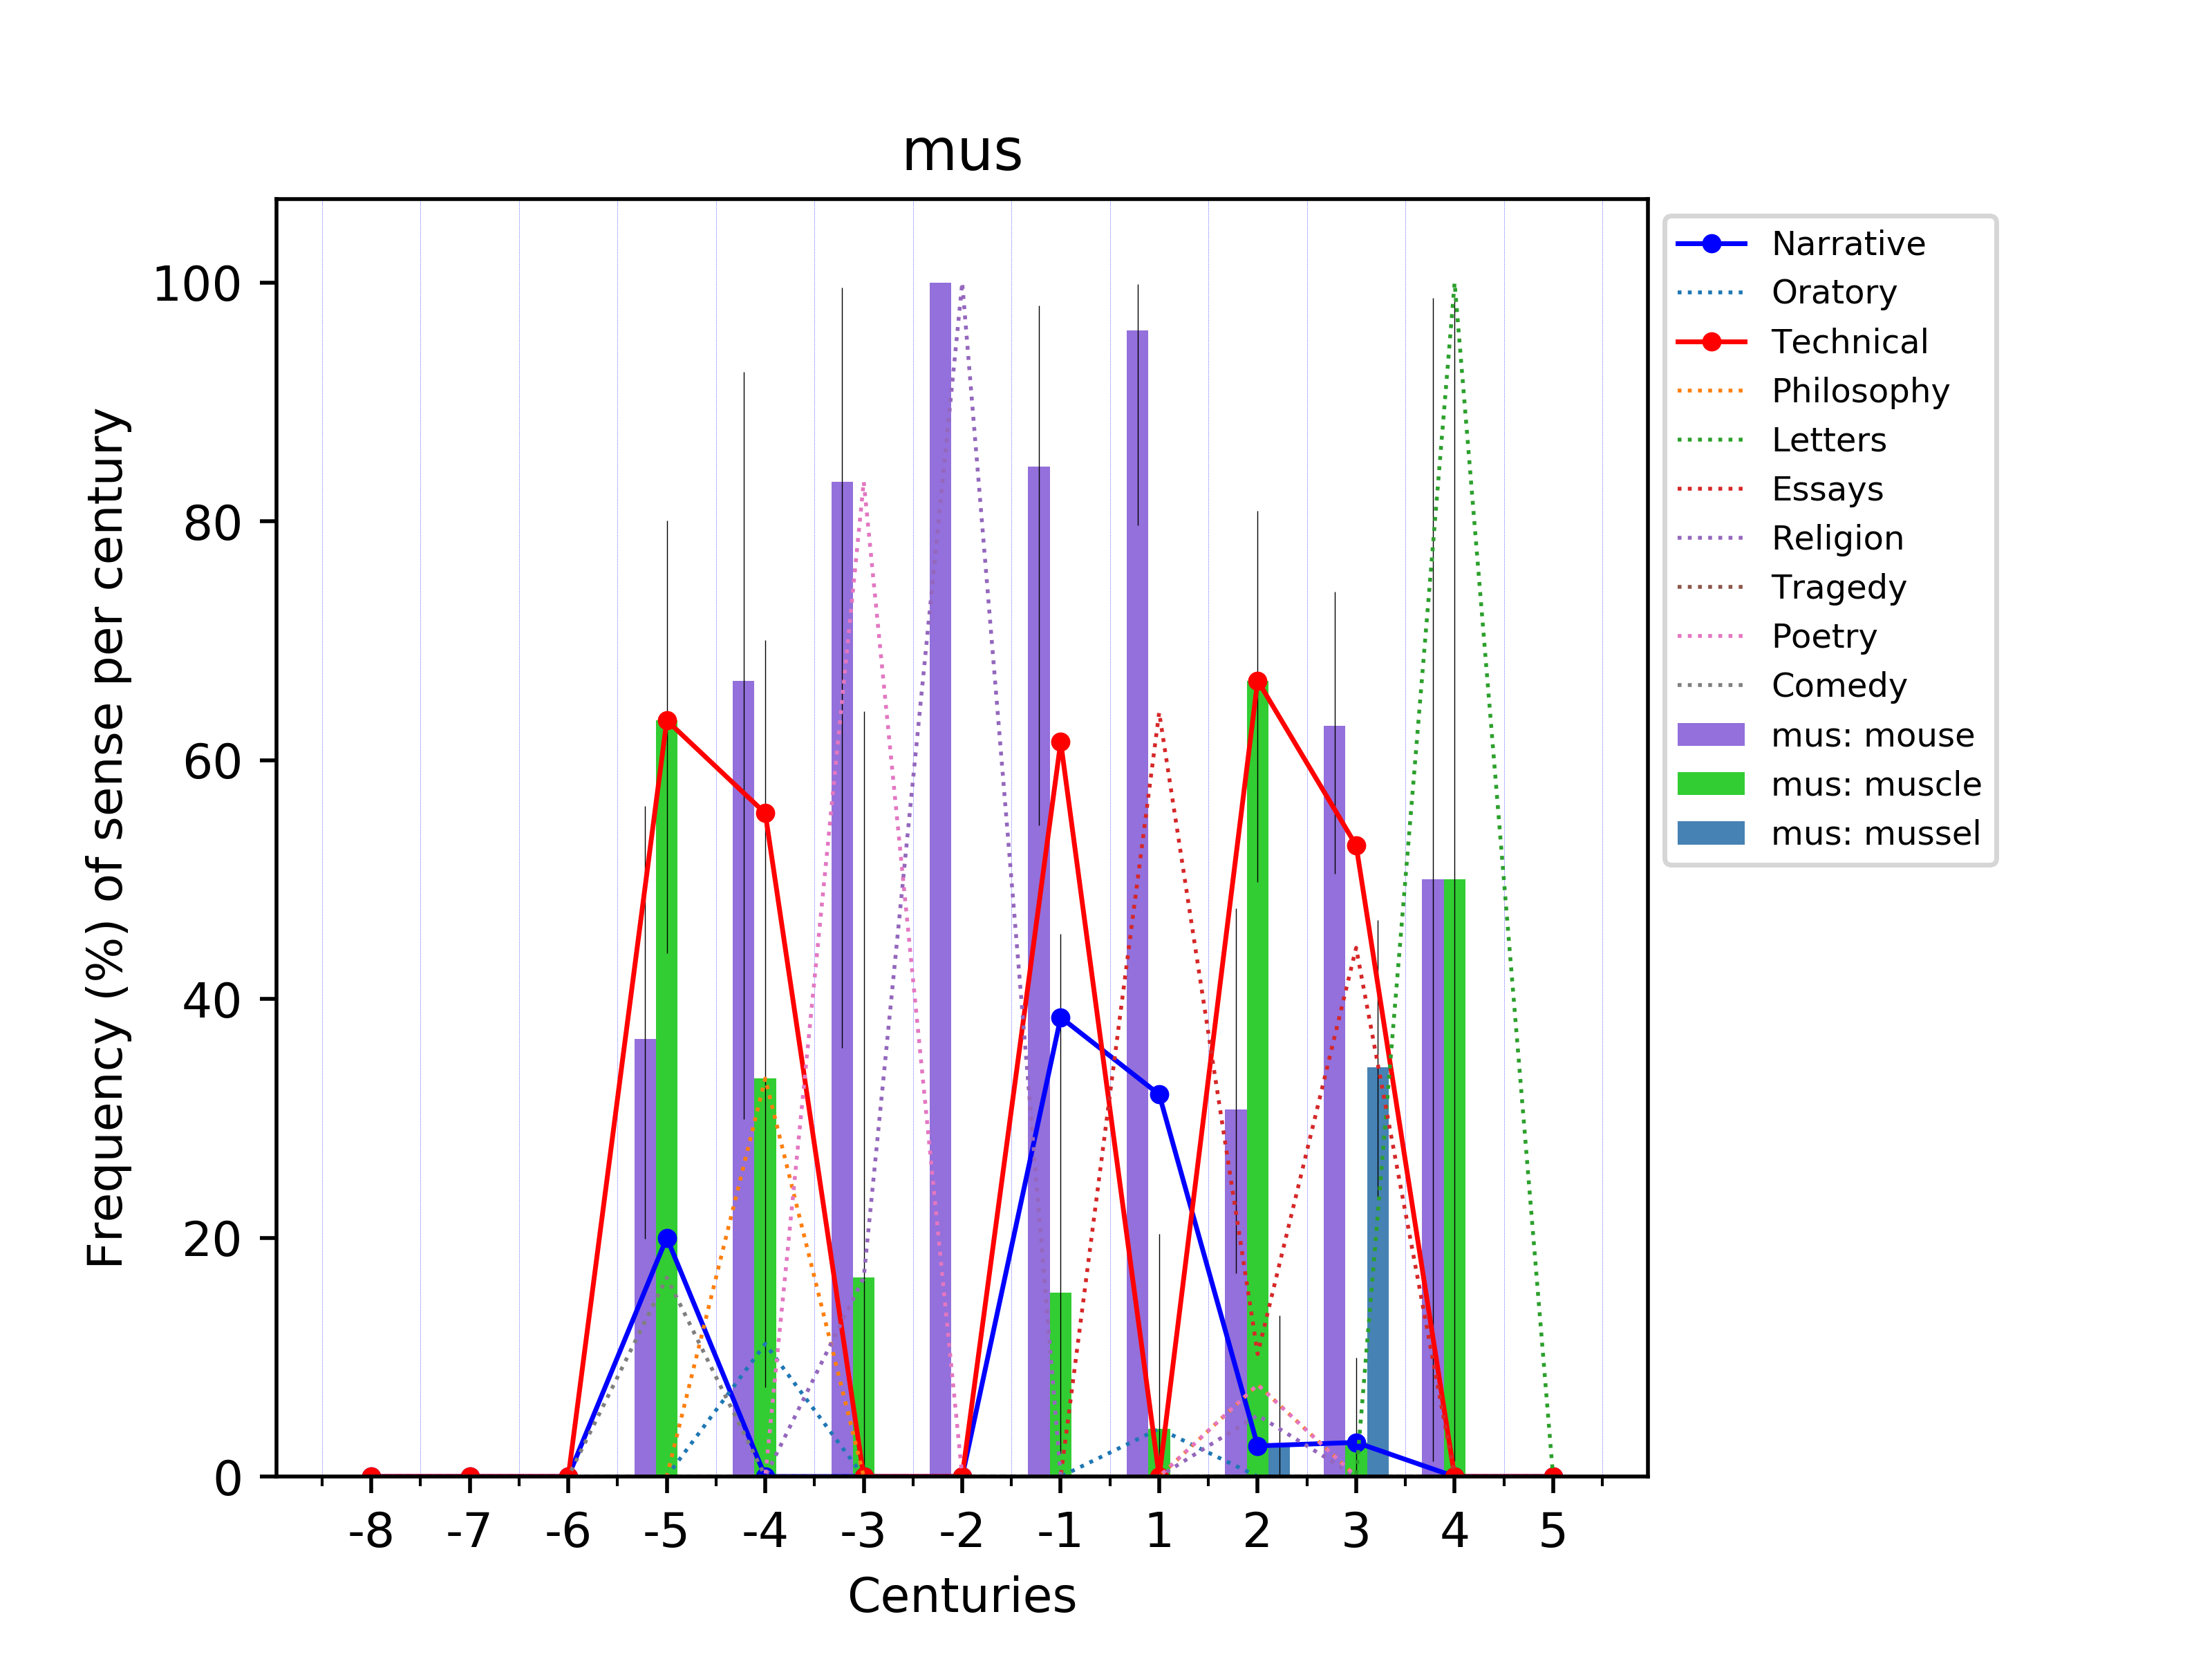 mus
Frequency (%) of sense per century
100
80
60
40
20
0
-8 -7 -6 -5 -4 -3 -2 -1 1 2 3 4 5
Centuries
Narrative
Oratory
Technical
Philosophy
Letters
Essays
Religion
Tragedy
Poetry
Comedy
mus: mouse
mus: muscle
mus: mussel